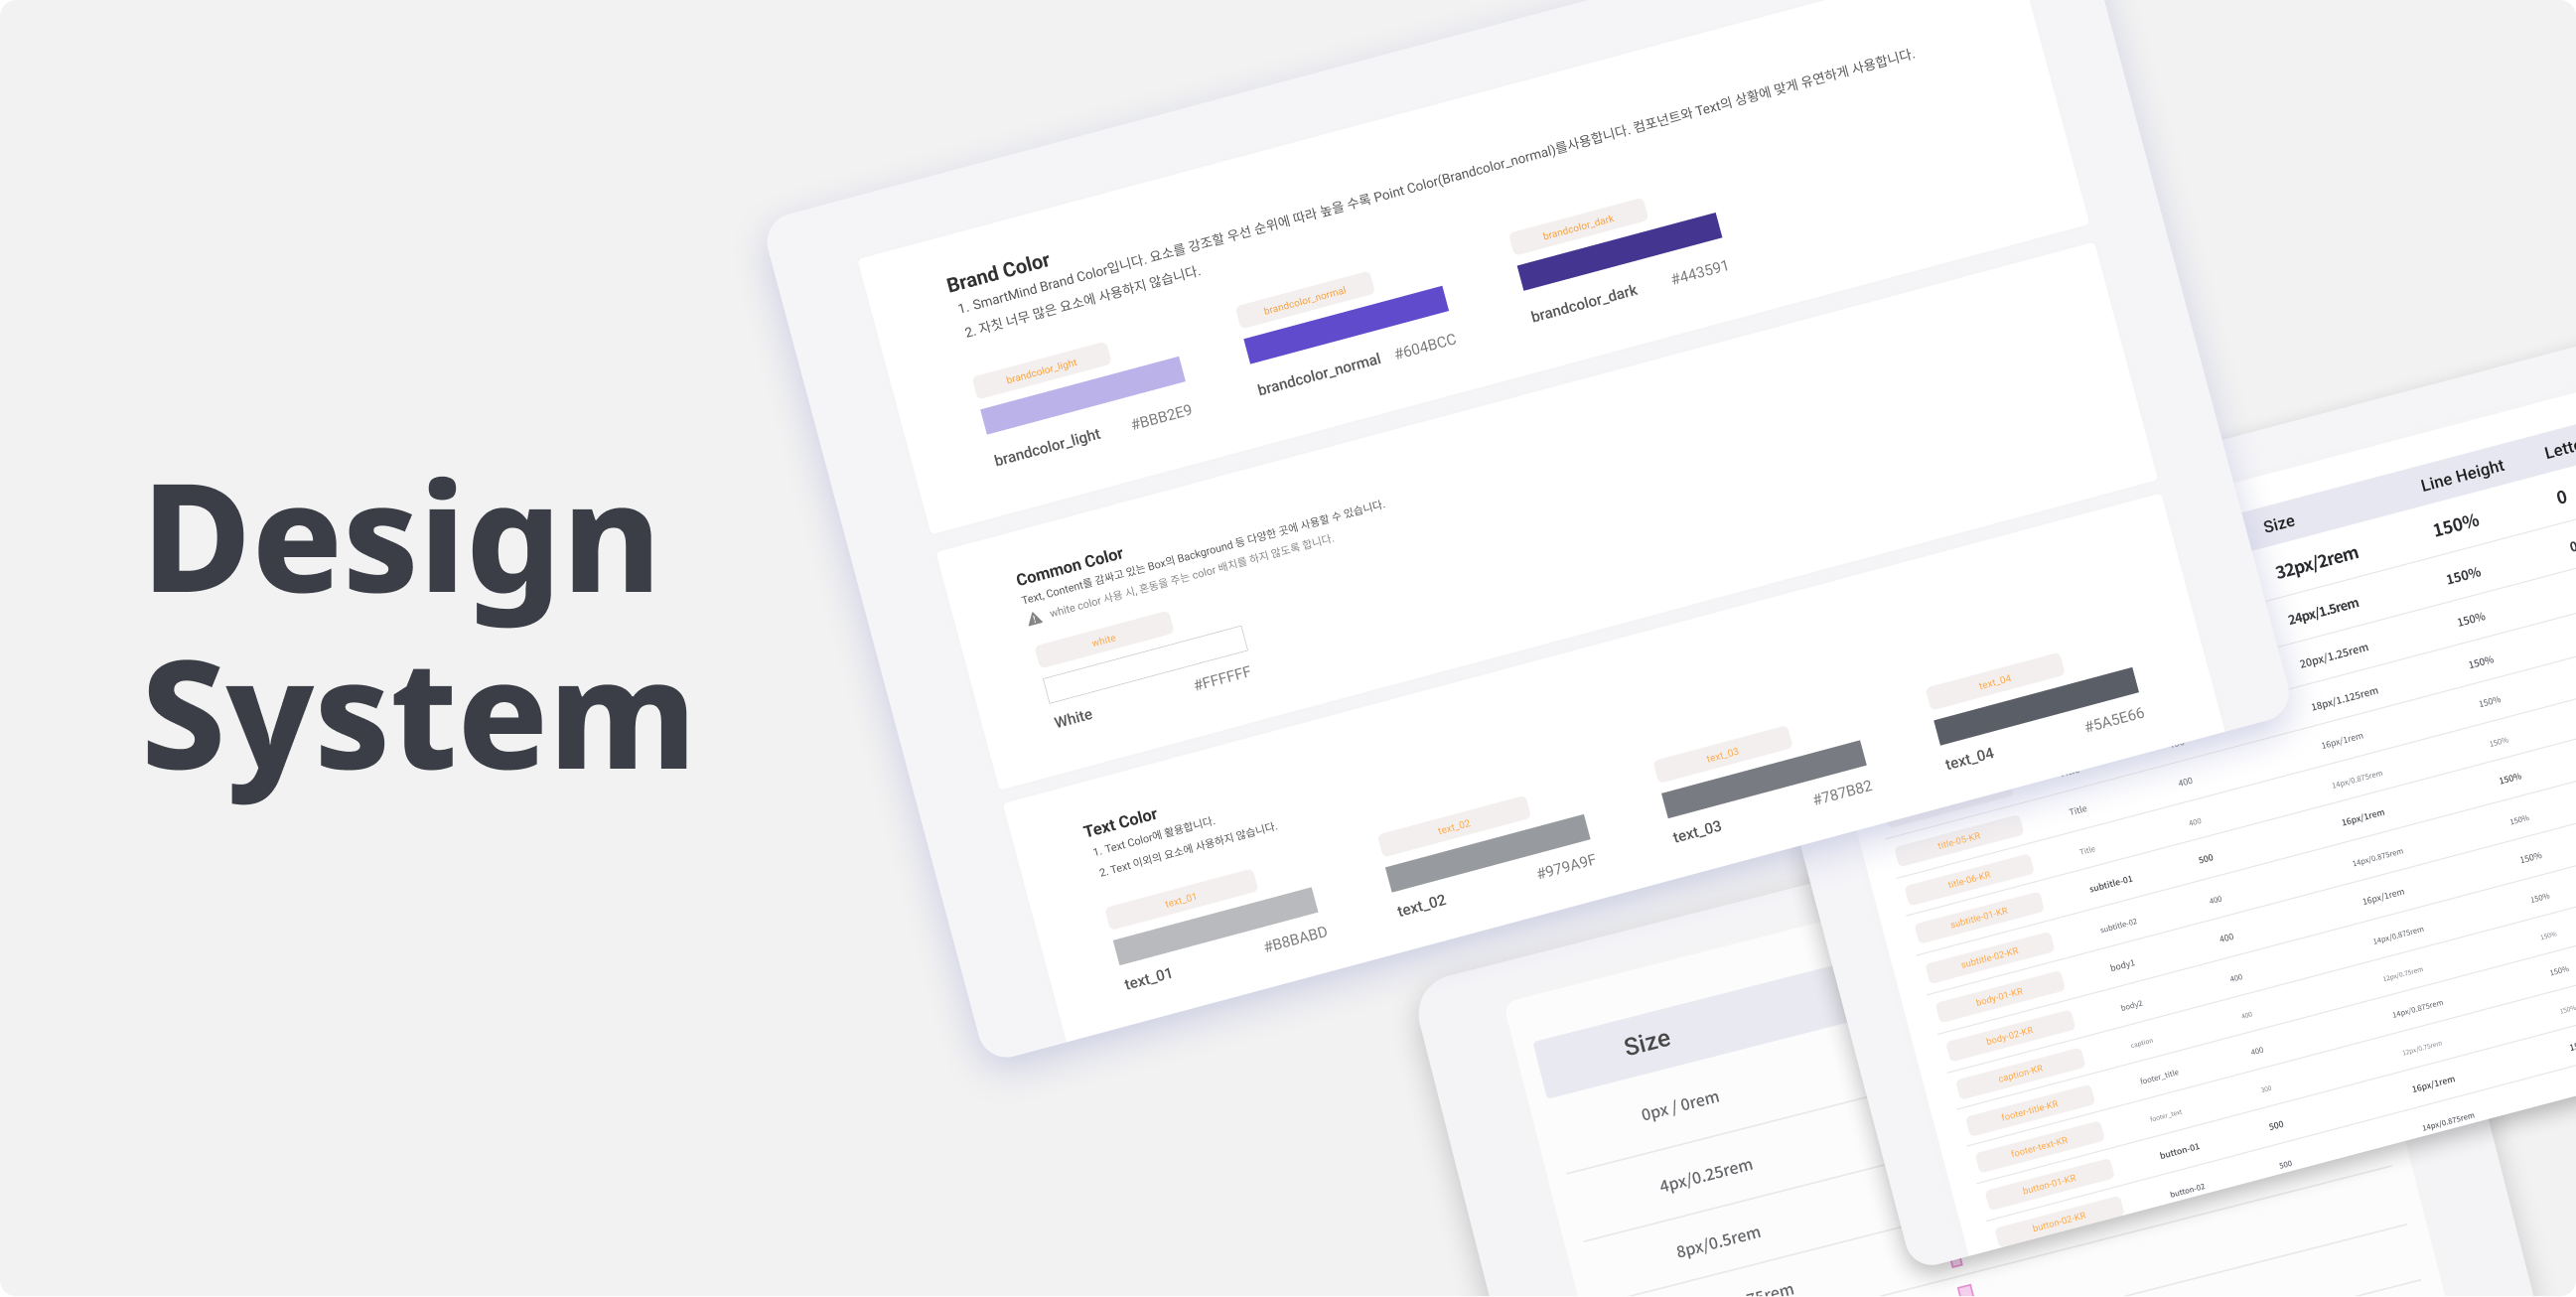 Design
System
Brand Color
1. SmartMind Brand Color입니다. 요소를 강조할 우선 순위에 따라 높을 수록 Point Color(Brandcolor_normal)를사용합니다. 컴포넌트와 Text의 상황에 맞게 유연하게 사용합니다.
2. 자칫 너무 많은 요소에 사용하지 않습니다.
brandcolor_light
brandcolor_light #BBB2E9
brandcolor_normal
brandcolor_normal #604BCC
brandcolor_dark
brandcolor_dark #443591
Common Color
Text, Content를 감싸고 있는 Box의 Background 등 다양한 곳에 사용할 수 있습니다.
white color 사용 시, 혼동을 주는 color 배치를 하지 않도록 합니다.
white
White #FFFFFF
Text Color
1. Text Color에 활용합니다.
2. Text 이외의 요소에 사용하지 않습니다.
text_01
text_01 #B8BABD
text_02
text_02 #979A9F
text_03
text_03 #787B82
text_04
text_04 #5A5E66
Size Line Height
32px/2rem 150% 0
24px/1.5rem 150%
20px/1.25rem 150%
18px/1.125rem 150%
title-05-KR Title 400 16px/1rem 150%
title-06-KR Title 400 14px/0.875rem 150%
subtitle-01-KR subtitle-01 500 16px/1rem 150%
subtitle-02-KR subtitle-02 400 14px/0.875rem 150%
body-01-KR body1 400 16px/1rem 150%
body-02-KR body2 400 14px/0.875rem 150%
caption-KR caption 400 12px/0.75rem 150%
footer-title-KR footer_title 400 14px/0.875rem 150%
footer-text-KR footer_text 300 12px/0.75rem 150%
button-01-KR button-01 500 16px/1rem
button-02-KR button-02 500 14px/0.875rem
Size
0px / 0rem
4px/0.25rem
8px/0.5rem